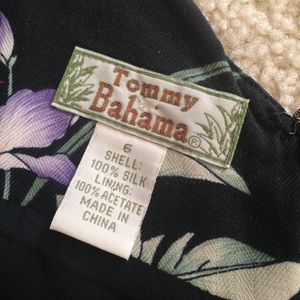 Tommy
Bahama®
6
SHELL:
100% SILK
LINING:
100% ACETATE
MADE IN
CHINA